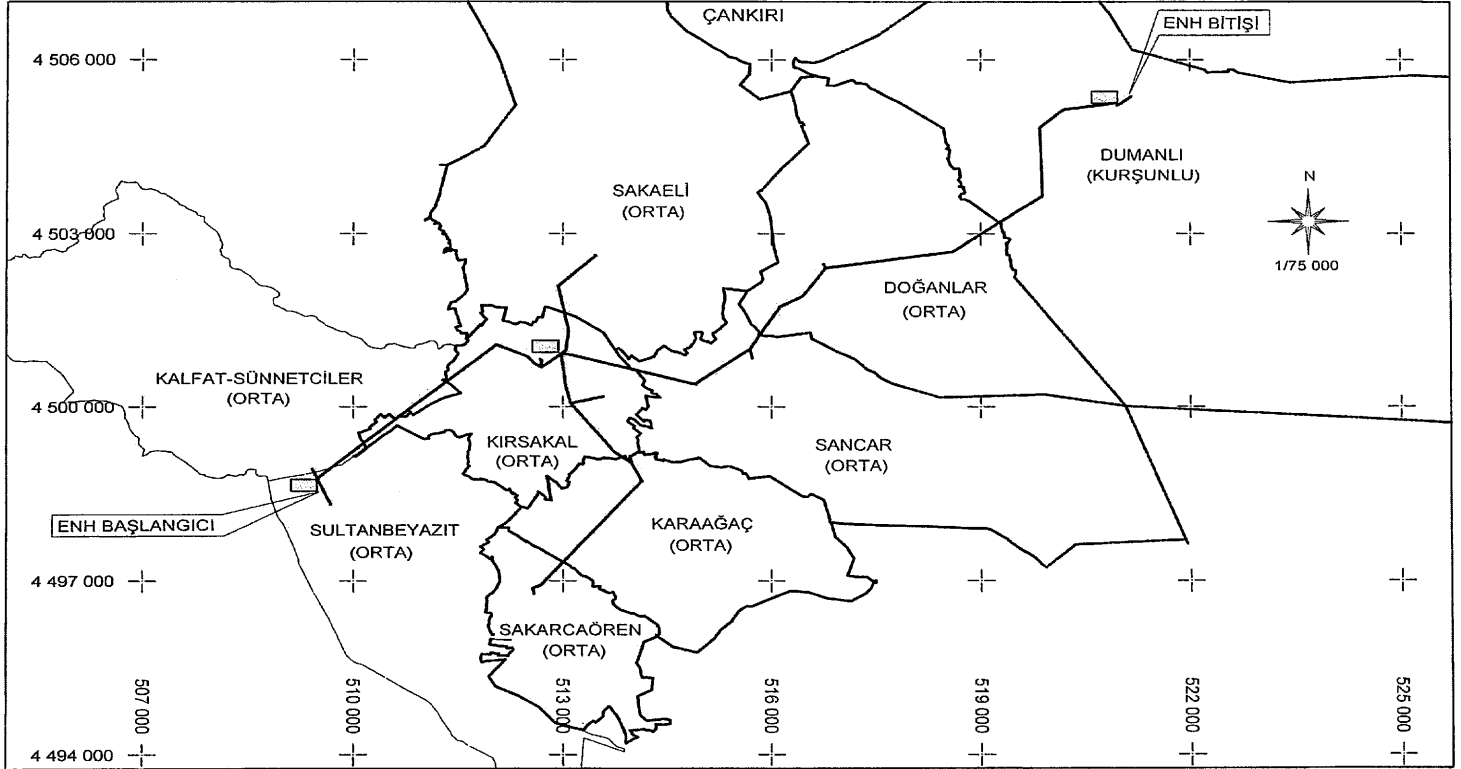 ÇANKIRI
ENH BİTİŞİ
4 506 000
DUMANLI
(KURŞUNLU)
N
SAKAELİ
(ORTA)
4 503 000
1/75 000
DOĞANLAR
(ORTA)
KALFAT-SÜNNETCİLER
(ORTA)
4 500 000
KIRSAKAL
(ORTA)
SANCAR
(ORTA)
ENH BAŞLANGICI
SULTANBEYAZIT
(ORTA)
KARAAĞAÇ
(ORTA)
4 497 000
SAKARCAÖREN
(ORTA)
507 000
510 000
513 000
516 000
519 000
522 000
525 000
4 494 000